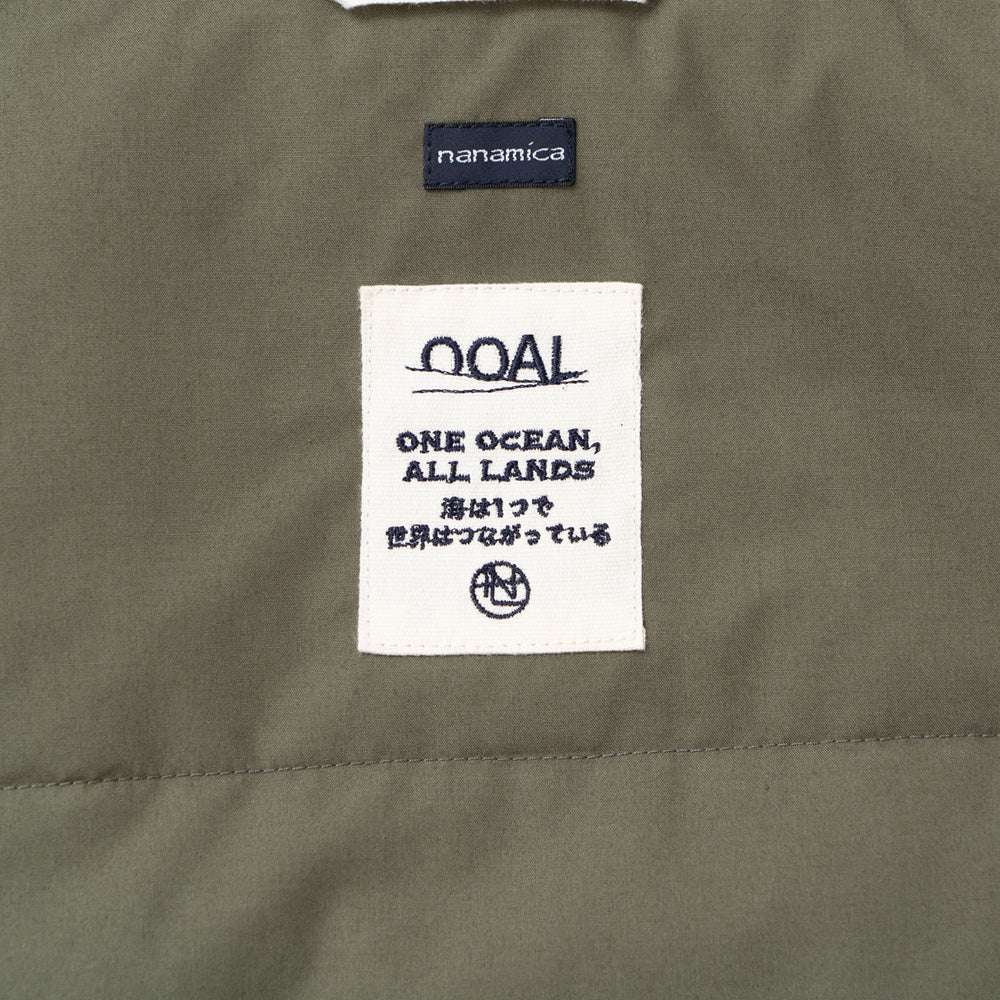 nanamica
OOAL
ONE OCEAN,
ALL LANDS
海は1つで
世界はつながっている